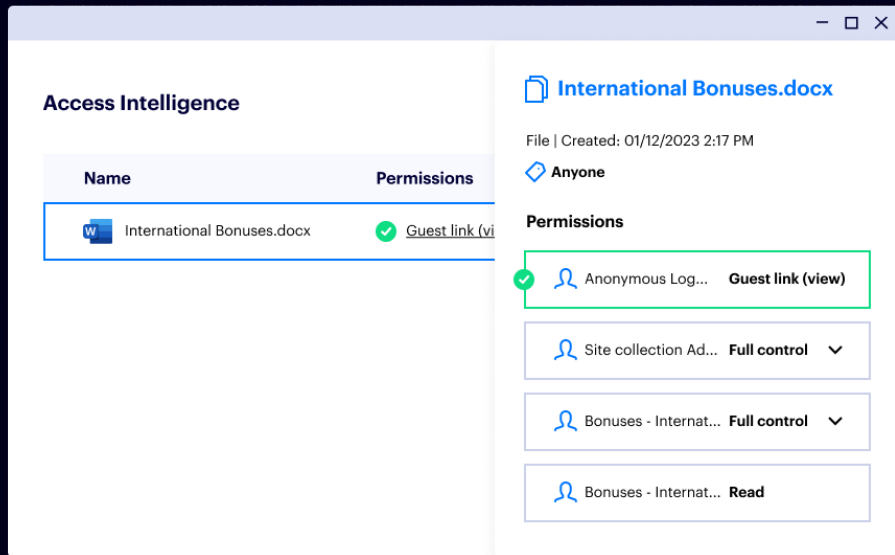 Access Intelligence
Name Permissions
W International Bonuses.docx Guest link (vi
International Bonuses.docx
File | Created: 01/12/2023 2:17 PM
Anyone
Permissions
Anonymous Log... Guest link (view)
Site collection Ad... Full control
Bonuses - Internat... Full control
Bonuses - Internat... Read